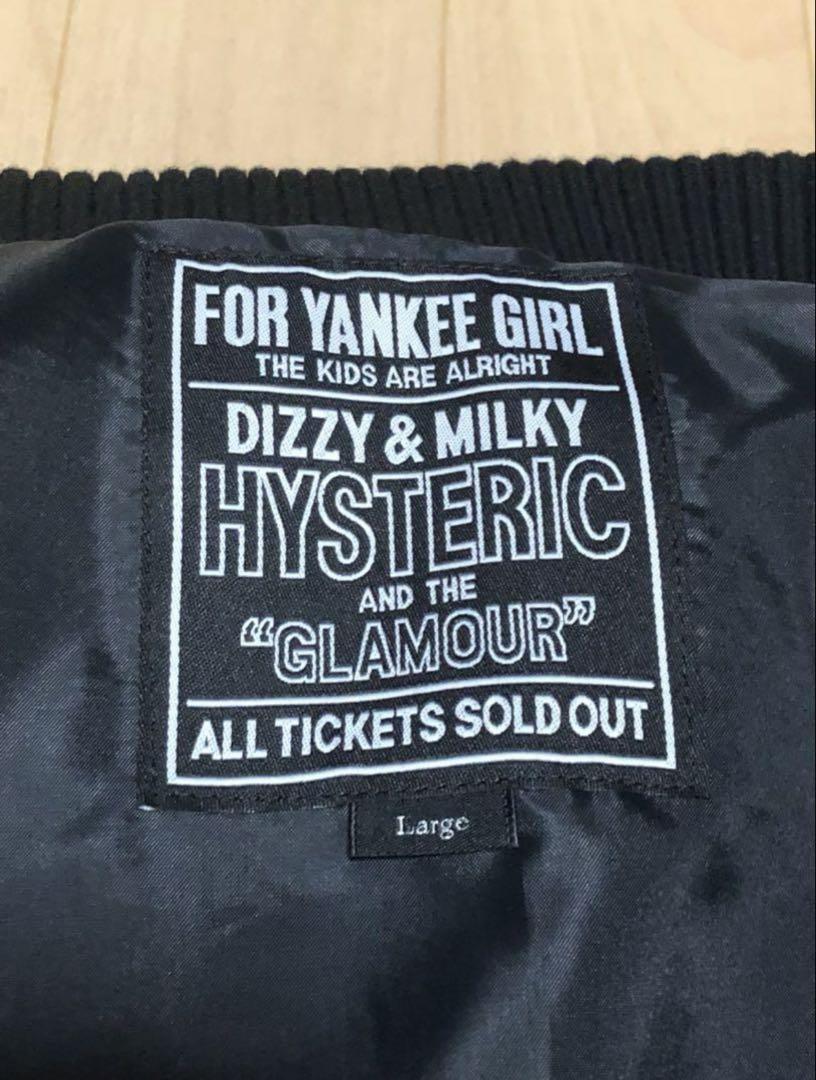 FOR YANKEE GIRL
THE KIDS ARE ALRIGHT
DIZZY & MILKY
HYSTERIC
AND THE
“GLAMOUR”
ALL TICKETS SOLD OUT
Large